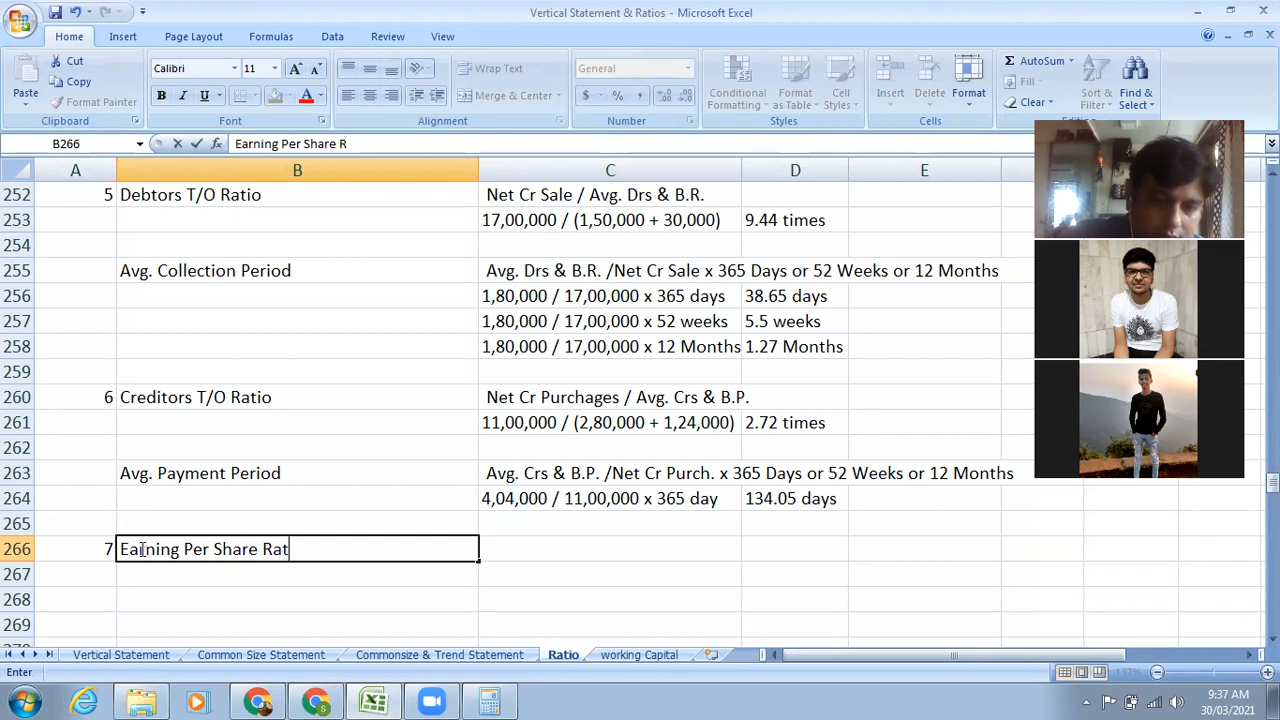 Vertical Statement & Ratios - Microsoft Excel
Home Insert Page Layout Formulas Data Review View
Paste Cut Copy Format Painter
Calibri 11 Wrap Text General AutoSum
B I U Merge & Center $ % , Conditional Formatting Format as Table Cell Styles Insert Delete Format Fill Clear Sort & Filter Find & Select
Clipboard Font Alignment Number Styles Cells
B266 Earning Per Share R
A B C D E
252 5 Debtors T/O Ratio Net Cr Sale / Avg. Drs & B.R.
253 17,00,000 / (1,50,000 + 30,000) 9.44 times
254
255 Avg. Collection Period Avg. Drs & B.R. /Net Cr Sale x 365 Days or 52 Weeks or 12 Months
256 1,80,000 / 17,00,000 x 365 days 38.65 days
257 1,80,000 / 17,00,000 x 52 weeks 5.5 weeks
258 1,80,000 / 17,00,000 x 12 Months 1.27 Months
259
260 6 Creditors T/O Ratio Net Cr Purchases / Avg. Crs & B.P.
261 11,00,000 / (2,80,000 + 1,24,000) 2.72 times
262
263 Avg. Payment Period Avg. Crs & B.P. /Net Cr Purch. x 365 Days or 52 Weeks or 12 Months
264 4,04,000 / 11,00,000 x 365 day 134.05 days
265
266 7 Earning Per Share Rat
267
268
269
Vertical Statement Common Size Statement Commonsize & Trend Statement Ratio working Capital
Enter 137%
9:37 AM
30/03/2021